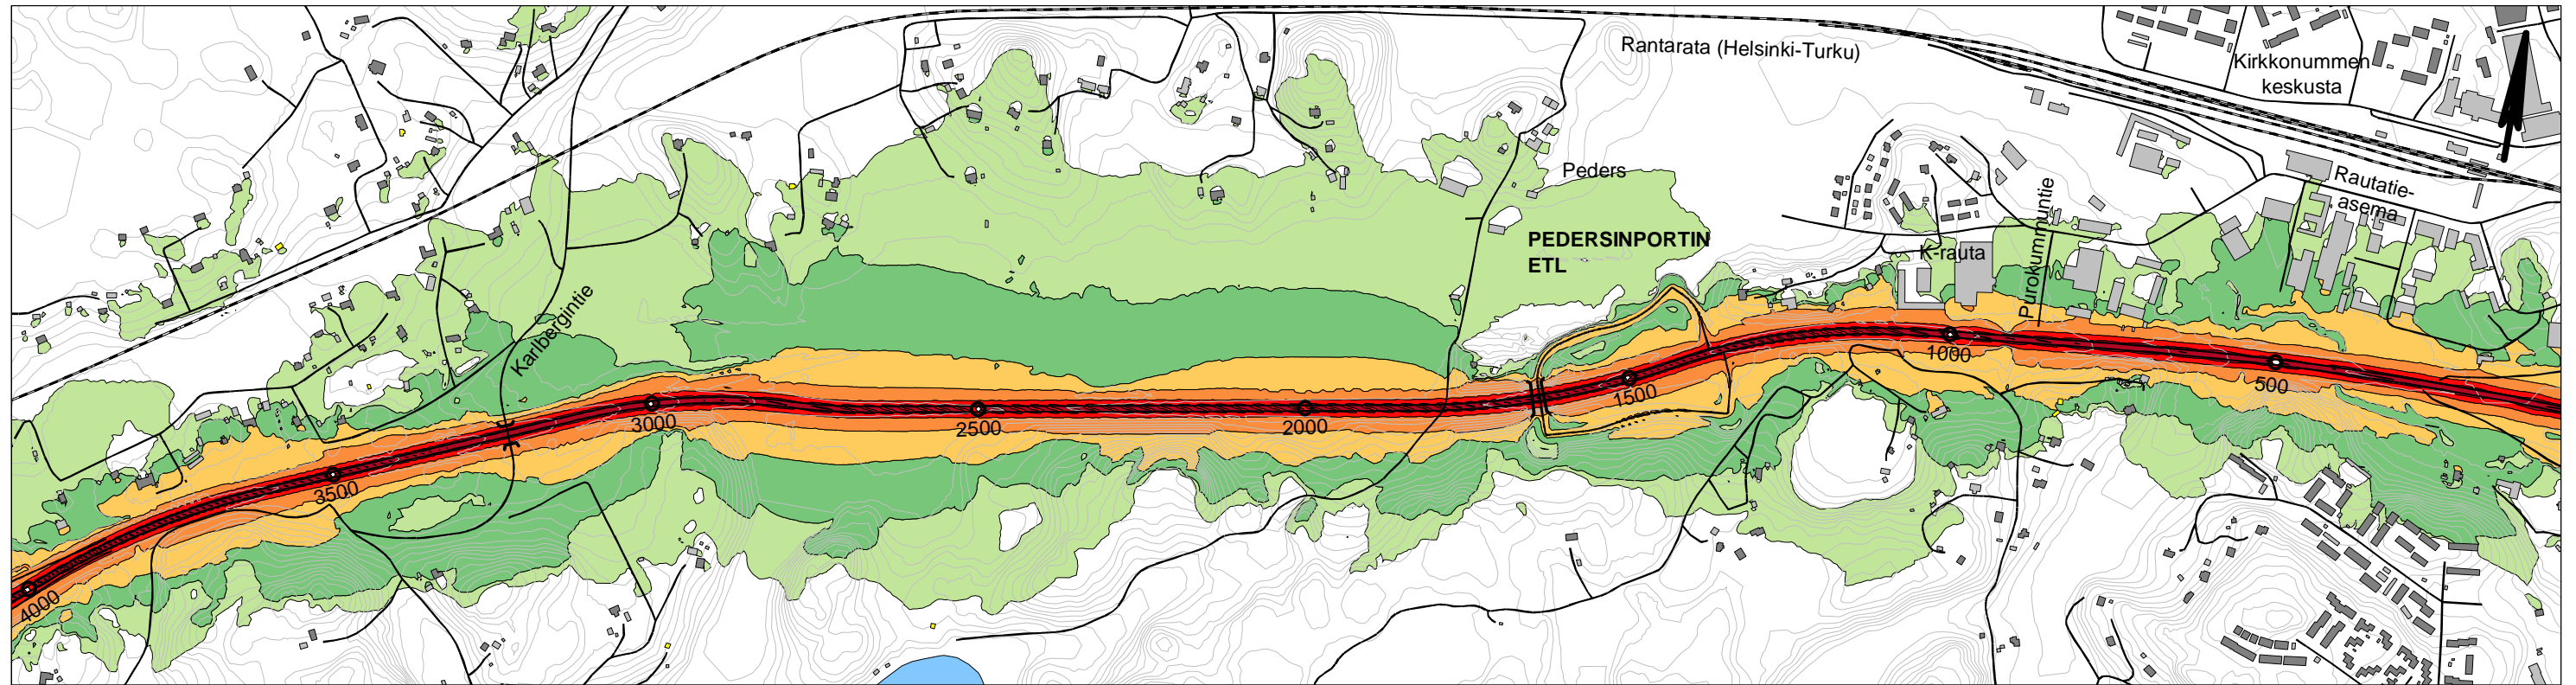 Rantarata (Helsinki-Turku)
Kirkkonummen
keskusta
Peders
Rautatie-
asema
PEDERSINPORTIN
ETL
K-rauta
Purokummuntie
Karlbergintie
4000
3500
3000
2500
2000
1500
1000
500